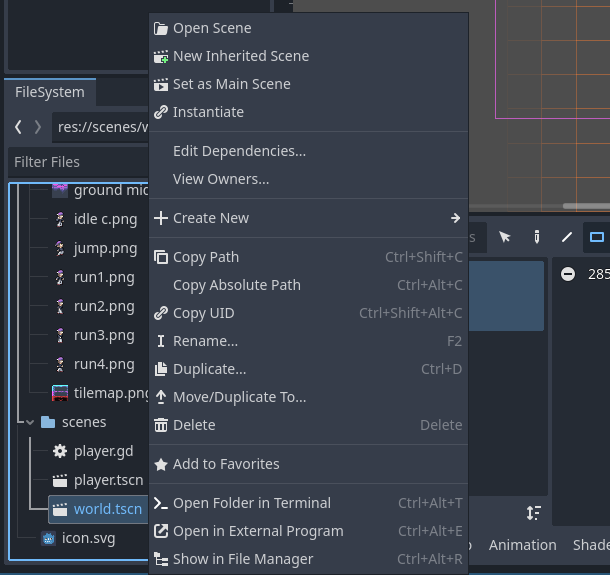 FileSystem
res://scenes/
Filter Files
ground mi
idle c.png
jump.png
run1.png
run2.png
run3.png
run4.png
tilemap.png
scenes
player.gd
player.tscn
world.tscn
icon.svg
Open Scene
New Inherited Scene
Set as Main Scene
Instantiate
Edit Dependencies...
View Owners...
Create New
Copy Path Ctrl+Shift+C
Copy Absolute Path Ctrl+Alt+C
Copy UID Ctrl+Shift+Alt+C
Rename... F2
Duplicate... Ctrl+D
Move/Duplicate To...
Delete Delete
Add to Favorites
Open Folder in Terminal Ctrl+Alt+T
Open in External Program Ctrl+Alt+E
Show in File Manager Ctrl+Alt+R
s
285
Animation Shade